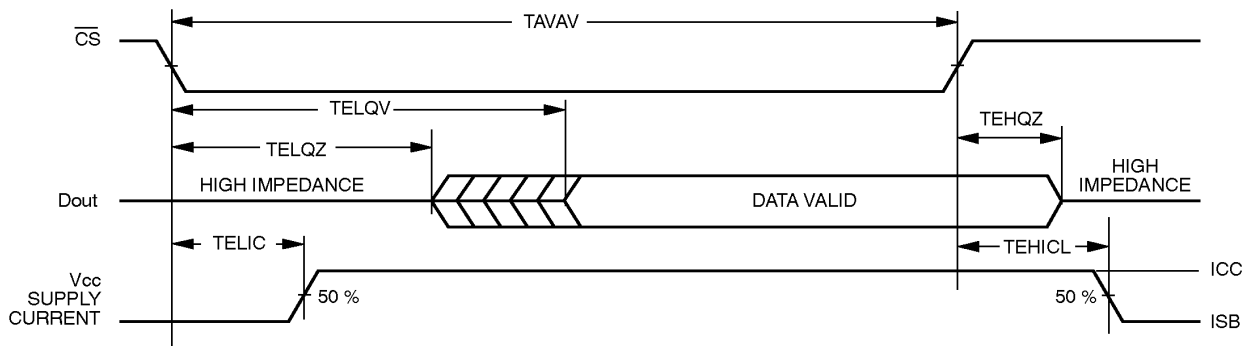 TAVAV
CS
TELQV
TEHQZ
TELQZ
HIGH IMPEDANCE
HIGH
IMPEDANCE
Dout
DATA VALID
TELIC
TEHICL
Vcc
SUPPLY
CURRENT
50 %
50 %
ICC
ISB